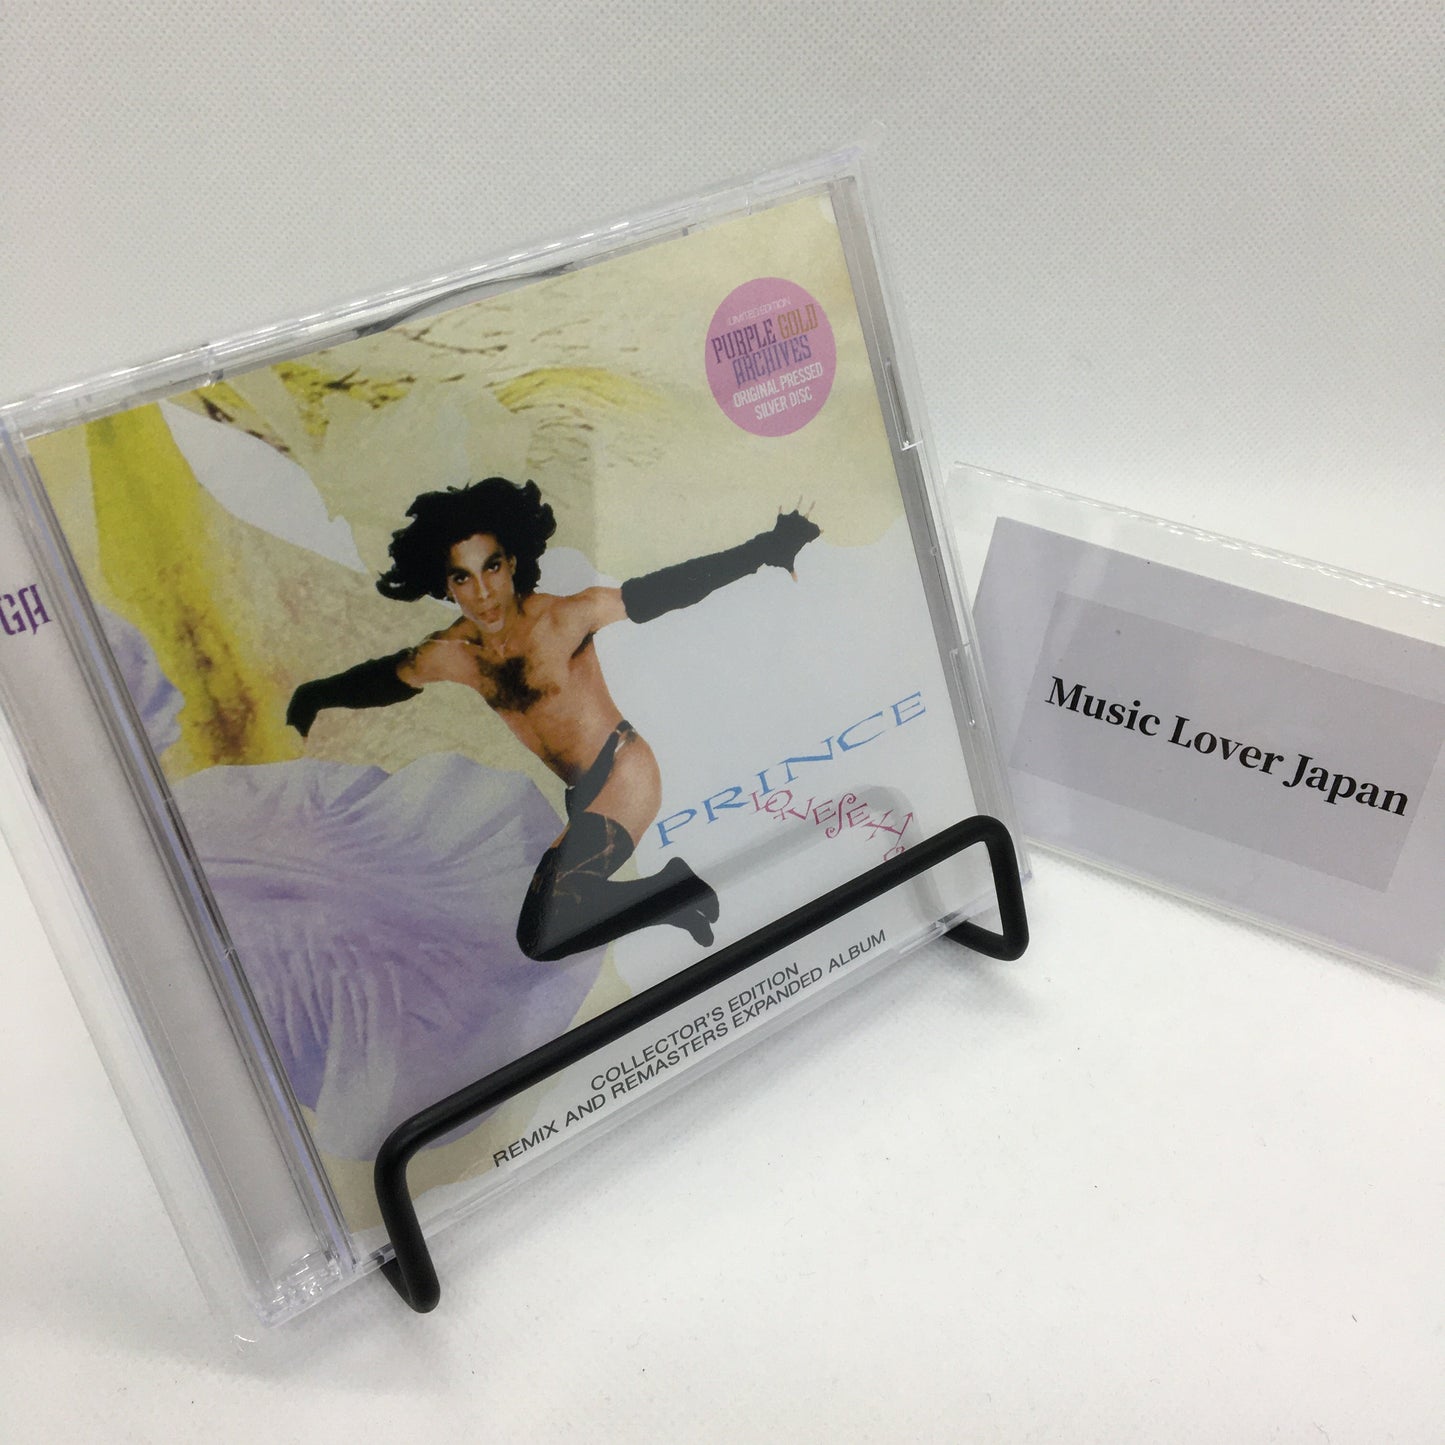 LIMITED EDITION
PURPLE GOLD
ARCHIVES
ORIGINAL PRESSED
SILVER DISC
GA
PRINCE
LOVESEXY
COLLECTOR'S EDITION
REMIX AND REMASTERS EXPANDED ALBUM
Music Lover Japan